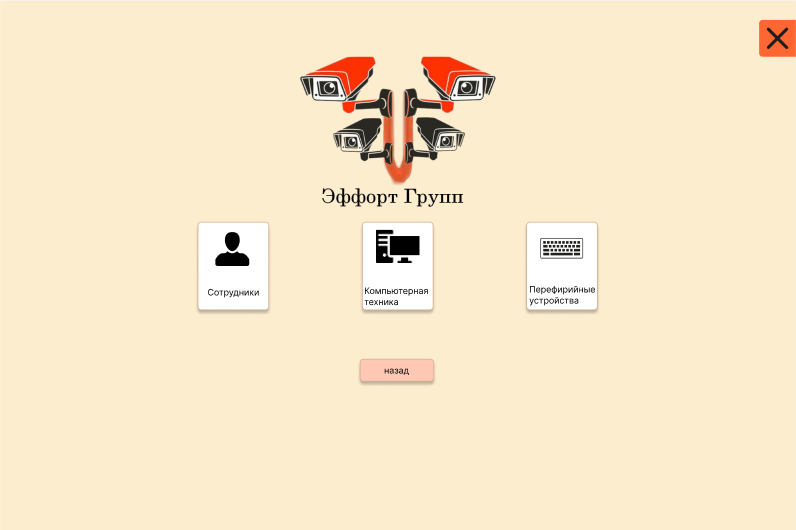 Эффорт Групп
Сотрудники
Компьютерная
техника
Перефирийные
устройства
назад